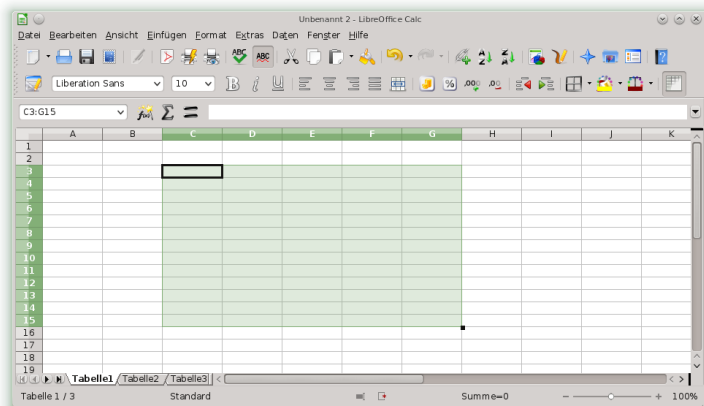 Unbenannt 2 - LibreOffice Calc
Datei Bearbeiten Ansicht Einfügen Format Extras Daten Fenster Hilfe
ABC ABC
Liberation Sans 10 B i U %
C3:G15 f(x) Σ =
A B C D E F G H I J K
1
2
3
4
5
6
7
8
9
10
11
12
13
14
15
16
17
18
19
Tabelle1 Tabelle2 Tabelle3
Tabelle 1 / 3 Standard Summe=0 100%